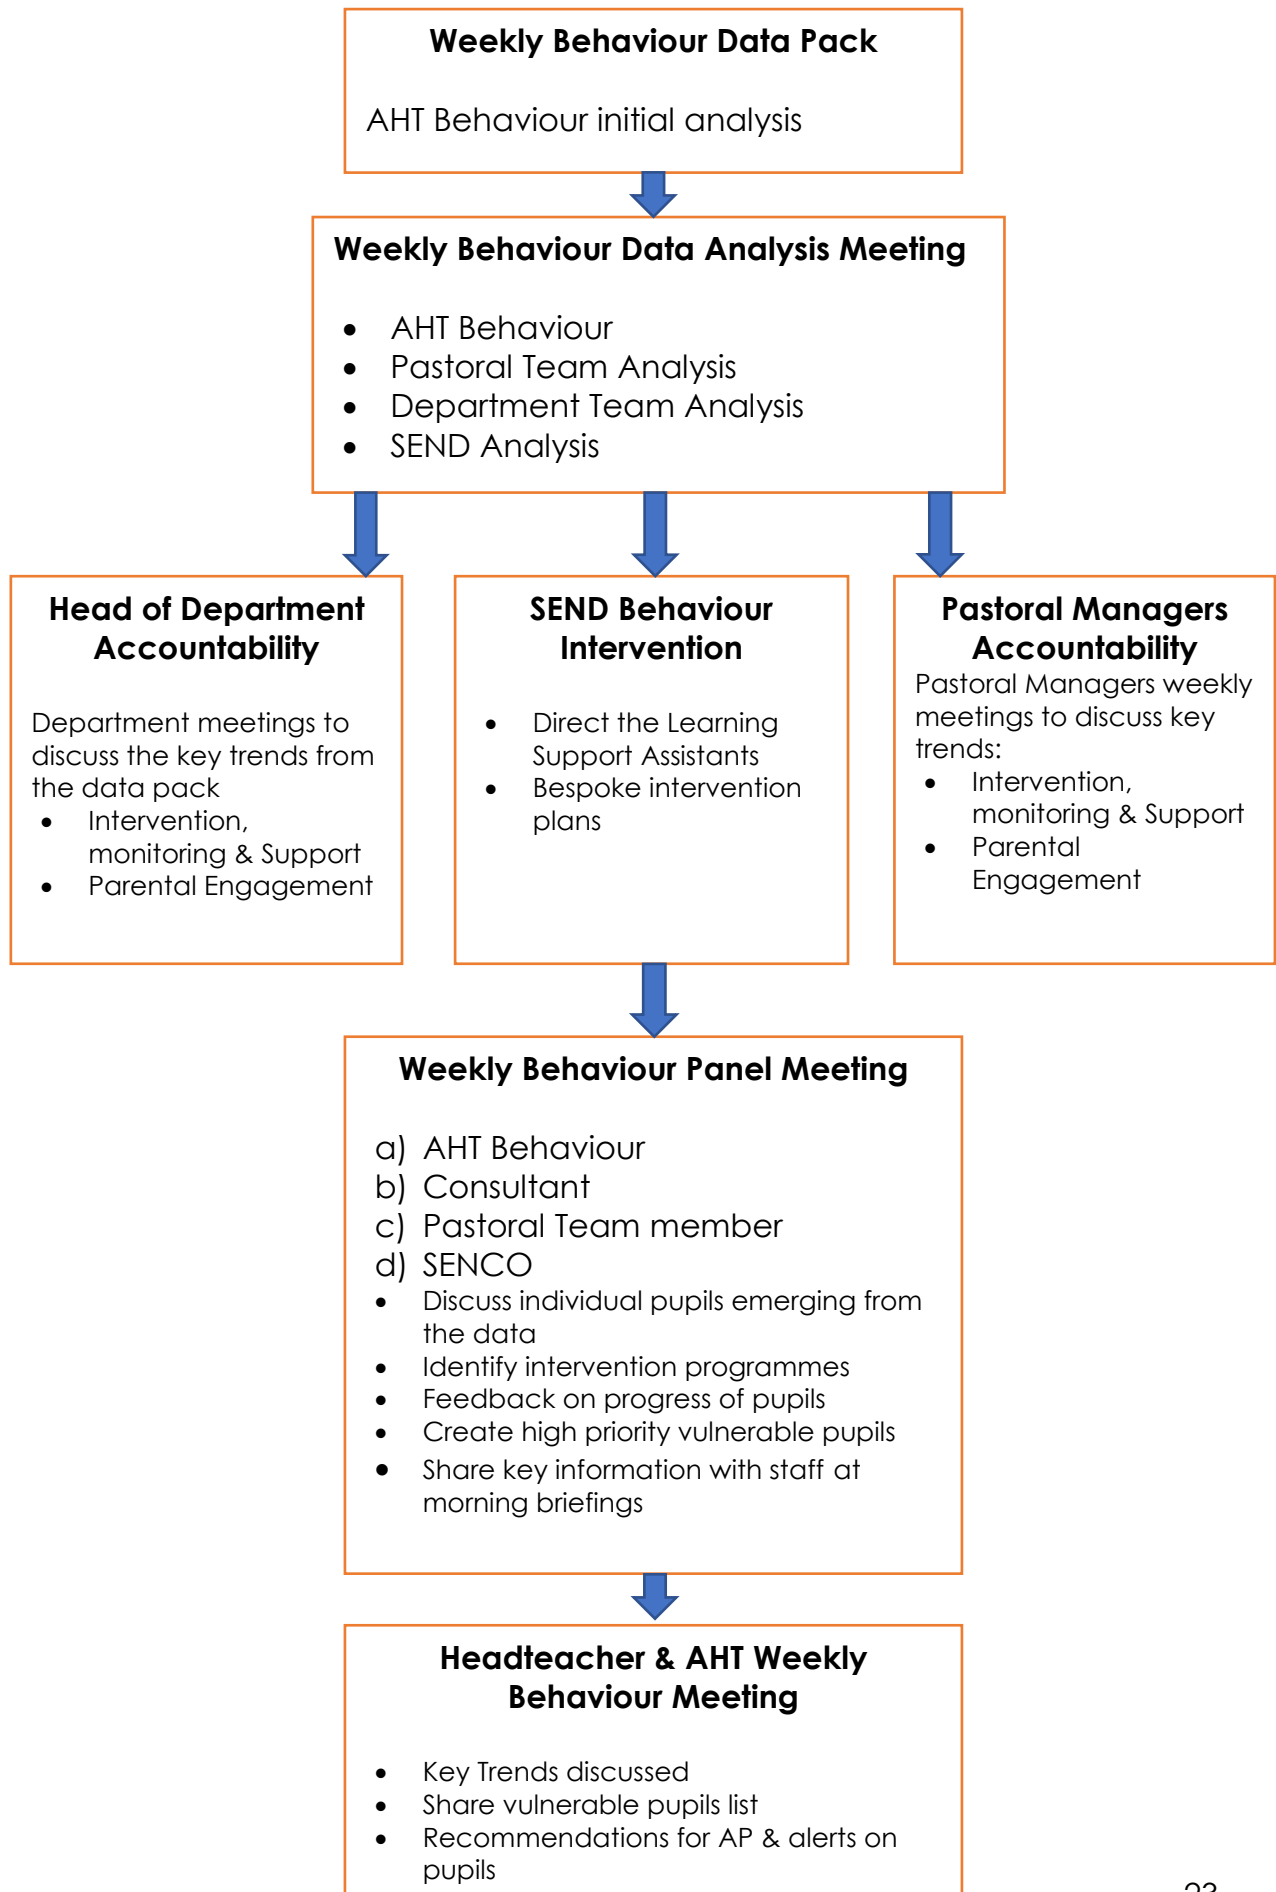 Weekly Behaviour Data Pack
AHT Behaviour initial analysis
Weekly Behaviour Data Analysis Meeting
• AHT Behaviour
• Pastoral Team Analysis
• Department Team Analysis
• SEND Analysis
Head of Department
Accountability
Department meetings to
discuss the key trends from
the data pack
• Intervention,
monitoring & Support
• Parental Engagement
SEND Behaviour
Intervention
• Direct the Learning
Support Assistants
• Bespoke intervention
plans
Pastoral Managers
Accountability
Pastoral Managers weekly
meetings to discuss key
trends:
• Intervention,
monitoring & Support
• Parental
Engagement
Weekly Behaviour Panel Meeting
a) AHT Behaviour
b) Consultant
c) Pastoral Team member
d) SENCO
• Discuss individual pupils emerging from
the data
• Identify intervention programmes
• Feedback on progress of pupils
• Create high priority vulnerable pupils
• Share key information with staff at
morning briefings
Headteacher & AHT Weekly
Behaviour Meeting
• Key Trends discussed
• Share vulnerable pupils list
• Recommendations for AP & alerts on
pupils